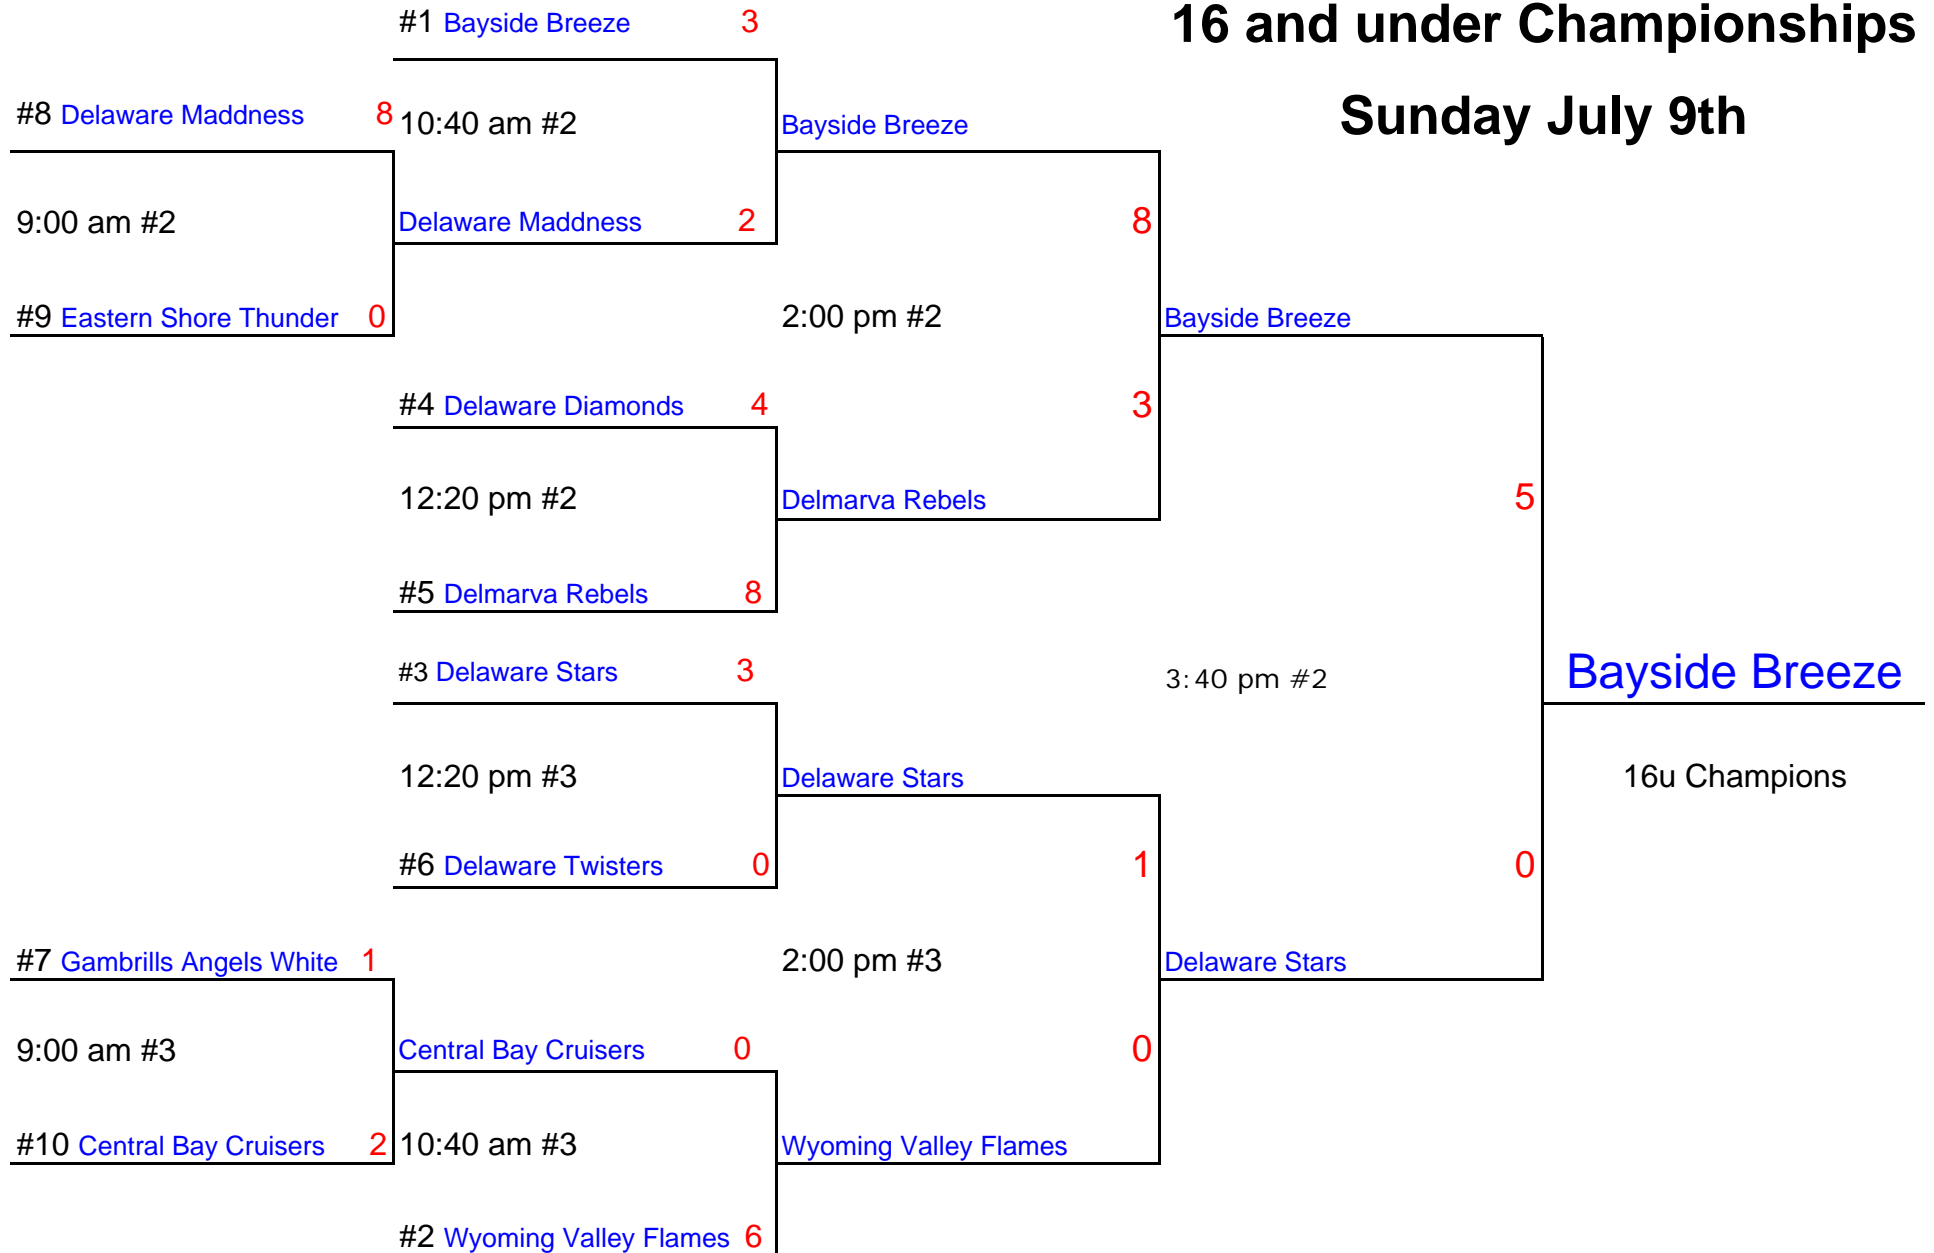 #1 Bayside Breeze 3
16 and under Championships
#8 Delaware Maddness 8
10:40 am #2
Bayside Breeze
Sunday July 9th
9:00 am #2
Delaware Maddness 2
8
#9 Eastern Shore Thunder 0
2:00 pm #2
Bayside Breeze
#4 Delaware Diamonds 4
3
12:20 pm #2
Delmarva Rebels
5
#5 Delmarva Rebels 8
#3 Delaware Stars 3
3:40 pm #2
Bayside Breeze
12:20 pm #3
Delaware Stars
16u Champions
#6 Delaware Twisters 0
1
0
#7 Gambrills Angels White 1
2:00 pm #3
Delaware Stars
9:00 am #3
Central Bay Cruisers 0
0
#10 Central Bay Cruisers 2
10:40 am #3
Wyoming Valley Flames
#2 Wyoming Valley Flames 6